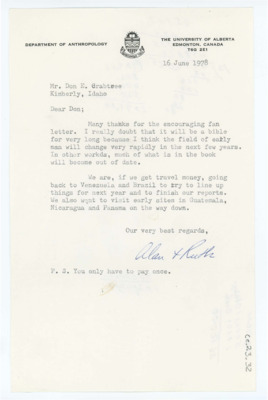 DEPARTMENT OF ANTHROPOLOGY
THE UNIVERSITY OF ALBERTA
EDMONTON, CANADA
T6G 2E1
16 June 1978
Mr. Don E. Crabtree
Kimberly, Idaho
Dear Don;
Many thanks for the encouraging fan
letter. I really doubt that it will be a bible
for very long because I think the field of early
man will change very rapidly in the next few years.
In other words, much of what is in the book
will become out of date.
We are, if we get travel money, going
back to Venezuela and Brazil to try to line up
things for next year and to finish our reports.
We also want to visit early sites in Guatemala,
Nicaragua and Panama on the way down.
Our very best regards,
Alan & Ruth
P. S. You only have to pay once.